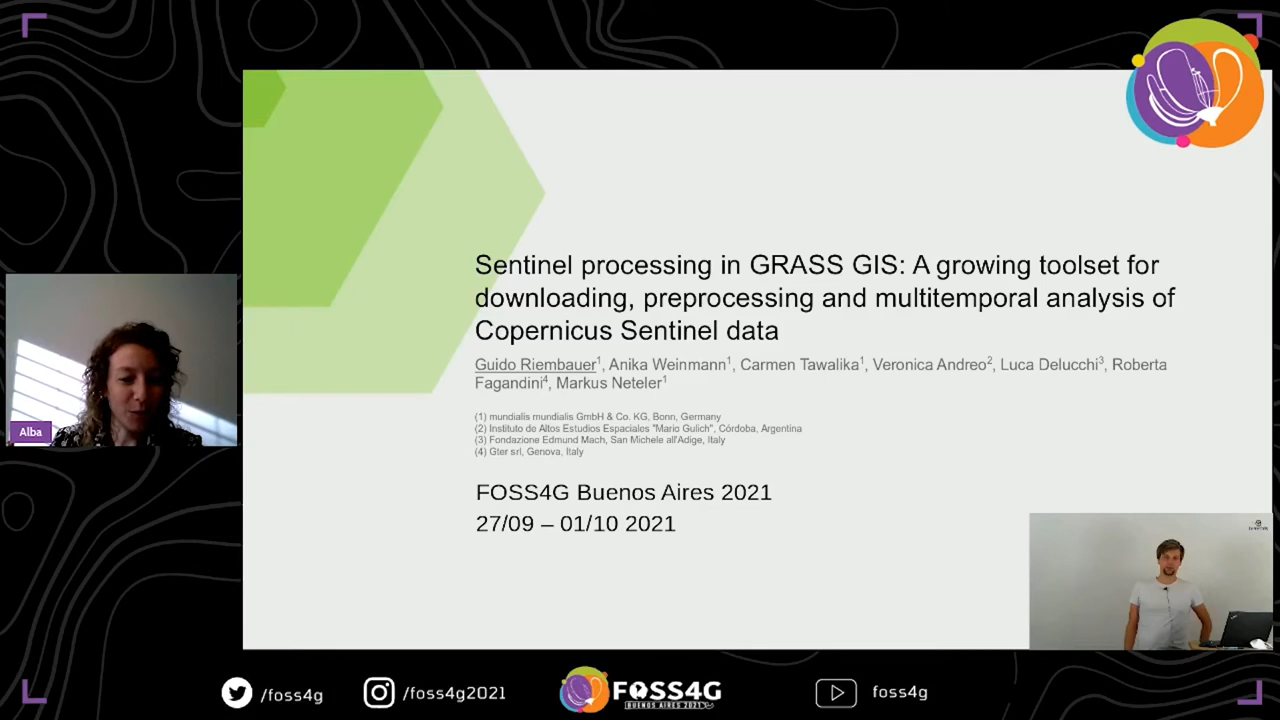 Sentinel processing in GRASS GIS: A growing toolset for
downloading, preprocessing and multitemporal analysis of
Copernicus Sentinel data
Guido Riembauer1, Anika Weinmann1, Carmen Tawalika1, Veronica Andreo2, Luca Delucchi3, Roberta
Fagandini4, Markus Neteler1
(1) mundialis mundialis GmbH & Co. KG, Bonn, Germany
(2) Instituto de Altos Estudios Espaciales "Mario Gulich", Córdoba, Argentina
(3) Fondazione Edmund Mach, San Michele all'Adige, Italy
(4) Gter srl, Genova, Italy
FOSS4G Buenos Aires 2021
27/09 – 01/10 2021
Alba
/foss4g
/foss4g2021
FOSS4G
BUENOS AIRES 2021
foss4g